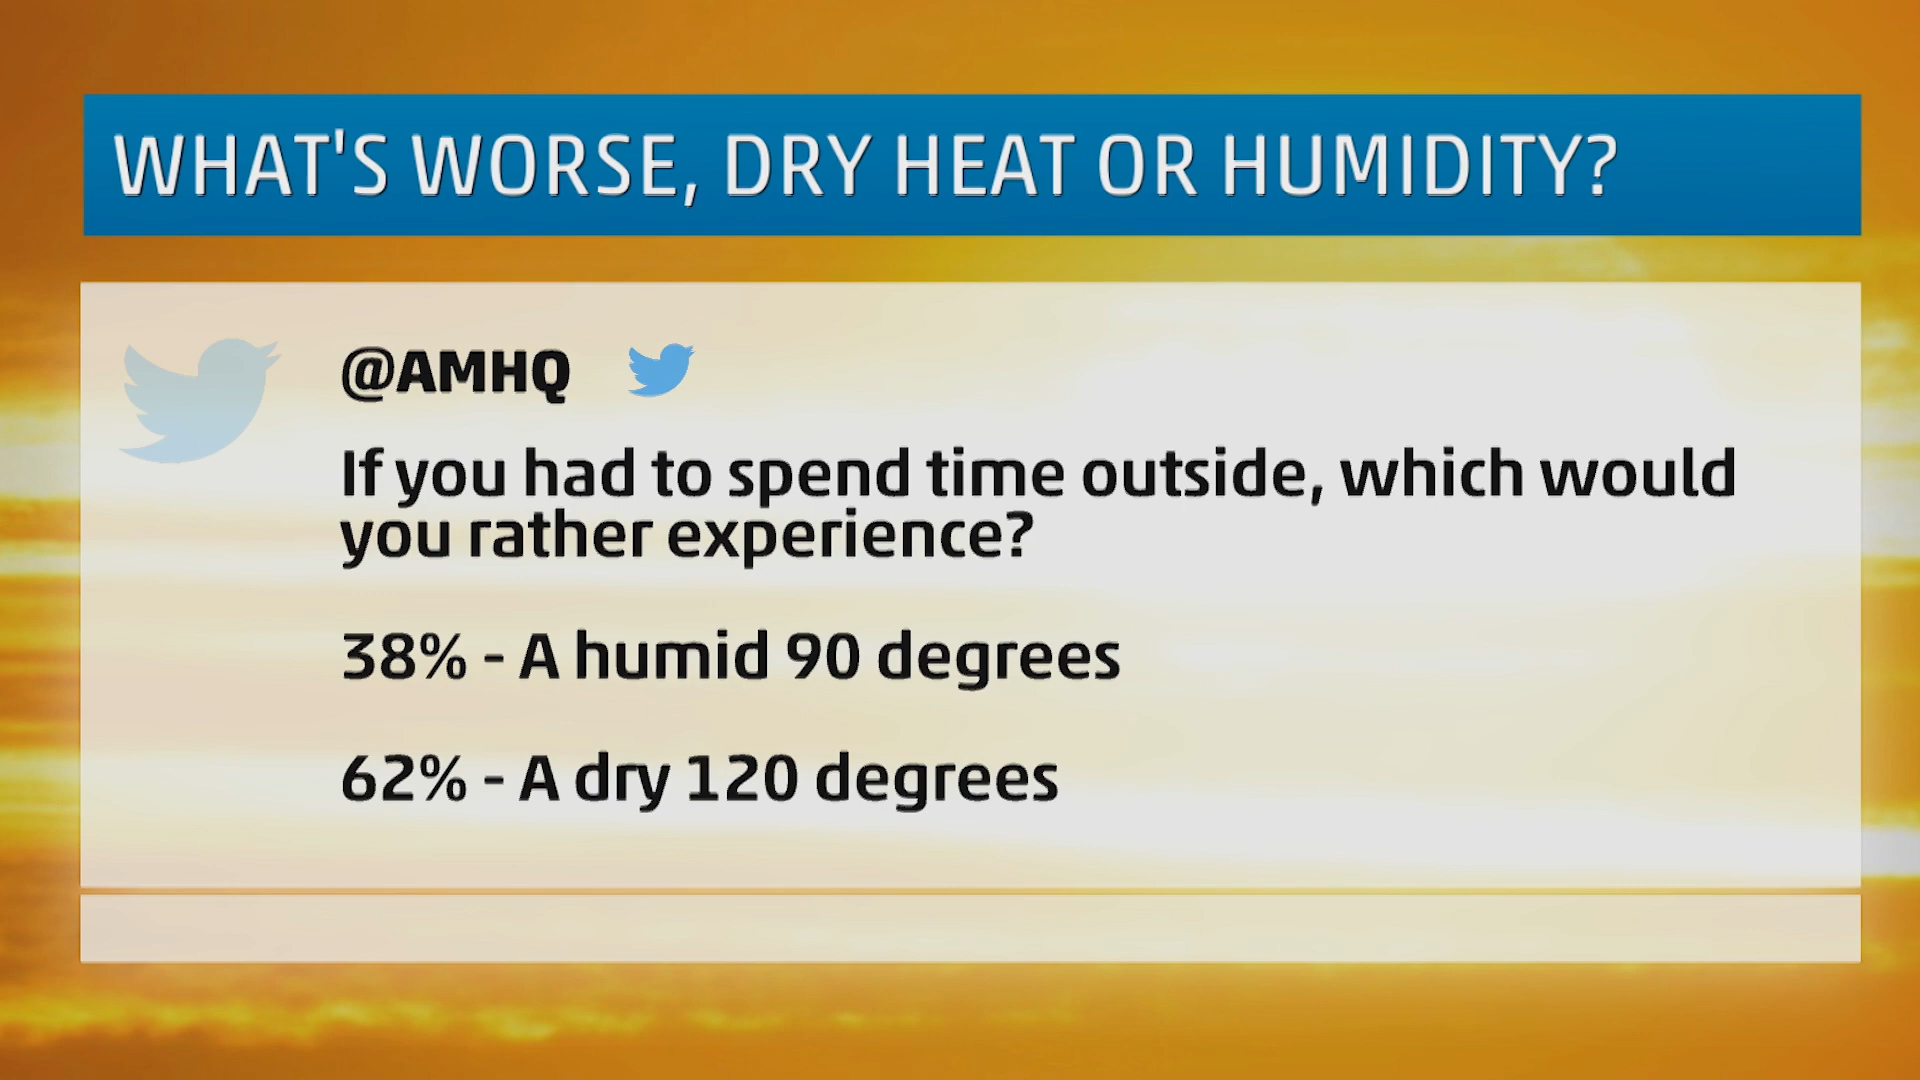 WHAT'S WORSE, DRY HEAT OR HUMIDITY?
@AMHQ
If you had to spend time outside, which would
you rather experience?
38% - A humid 90 degrees
62% - A dry 120 degrees